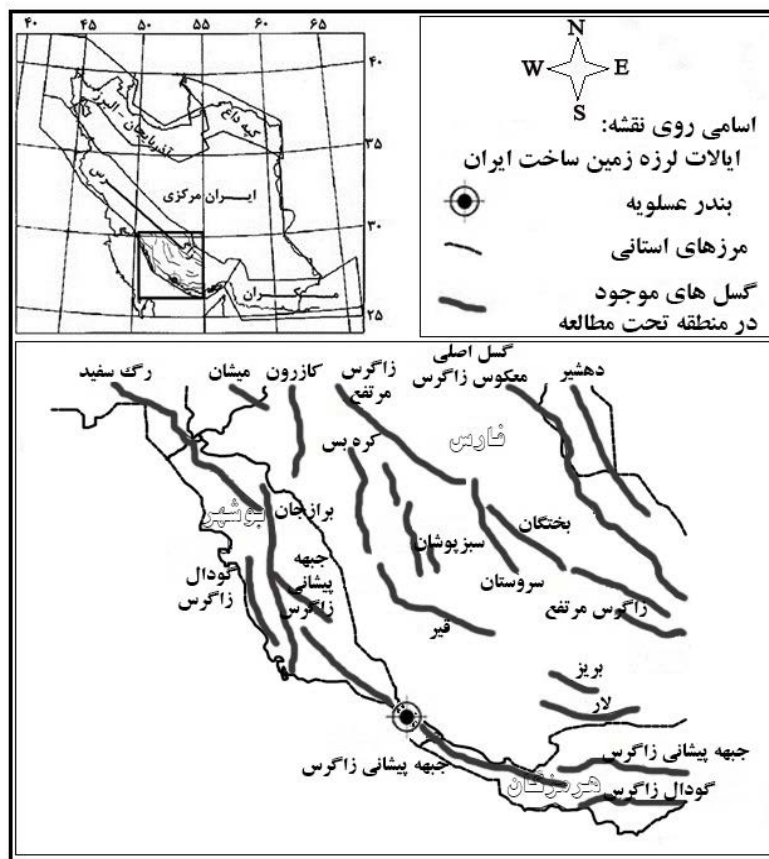 ۴۰ ۴۵ ۵۰ ۵۵ ۶۰ ۶۵
۴۰
۳۵
۳۰
۲۵
کپه داغ
آذربایجان - البرز
زاگرس
ایران مرکزی
مکران
N
W E
S
اسامی روی نقشه:
ایالات لرزه زمین ساخت ایران
بندر عسلویه
مرزهای استانی
گسل های موجود
در منطقه تحت مطالعه
رگ سفید
میشان
کازرون
زاگرس
مرتفع
گسل اصلی
معکوس زاگرس
دهشیر
فارس
کره بس
بوشهر
برازجان
سبزپوشان
بختگان
سروستان
گودال
زاگرس
جبهه
پیشانی
زاگرس
زاگرس مرتفع
قیر
بریز
لار
جبهه پیشانی زاگرس
جبهه پیشانی زاگرس
هرمزگان
گودال زاگرس